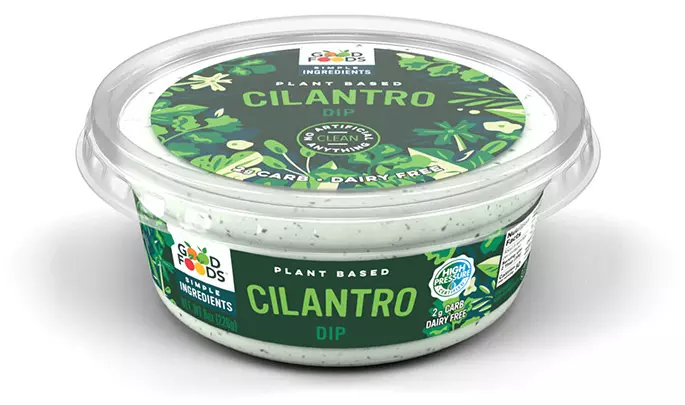 GOOD
FOODS
SIMPLE
INGREDIENTS
PLANT BASED
CILANTRO
DIP
NO ARTIFICIAL
CLEAN
ANYTHING
2g CARB • DAIRY FREE
GOOD
FOODS
SIMPLE
INGREDIENTS
PLANT BASED
CILANTRO
DIP
HIGH
PRESSURE
2g CARB
DAIRY FREE